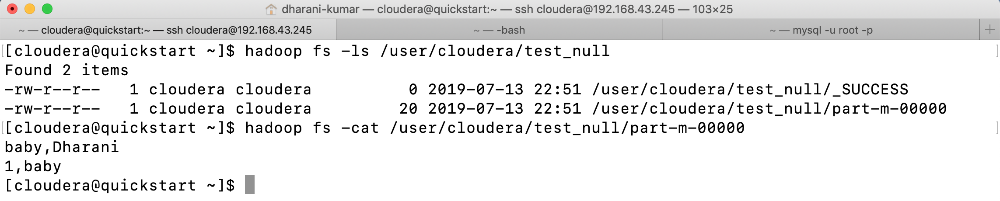 dharani-kumar — cloudera@quickstart:~ — ssh cloudera@192.168.43.245 — 103×25
~ — cloudera@quickstart:~ — ssh cloudera@192.168.43.245
~ — -bash
~ — mysql -u root -p
[cloudera@quickstart ~]$ hadoop fs -ls /user/cloudera/test_null
Found 2 items
-rw-r--r--   1 cloudera cloudera          0 2019-07-13 22:51 /user/cloudera/test_null/_SUCCESS
-rw-r--r--   1 cloudera cloudera         20 2019-07-13 22:51 /user/cloudera/test_null/part-m-00000
[cloudera@quickstart ~]$ hadoop fs -cat /user/cloudera/test_null/part-m-00000
baby,Dharani
1,baby
[cloudera@quickstart ~]$